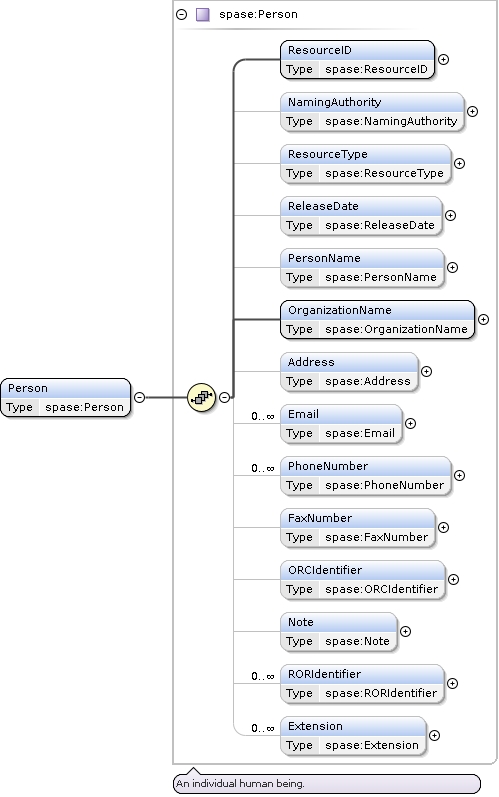 spase:Person
ResourceID
Type spase:ResourceID
NamingAuthority
Type spase:NamingAuthority
ResourceType
Type spase:ResourceType
ReleaseDate
Type spase:ReleaseDate
PersonName
Type spase:PersonName
OrganizationName
Type spase:OrganizationName
Address
Type spase:Address
Person
Type spase:Person
0..∞
Email
Type spase:Email
0..∞
PhoneNumber
Type spase:PhoneNumber
FaxNumber
Type spase:FaxNumber
ORCIdentifier
Type spase:ORCIdentifier
Note
Type spase:Note
0..∞
RORIdentifier
Type spase:RORIdentifier
0..∞
Extension
Type spase:Extension
An individual human being.